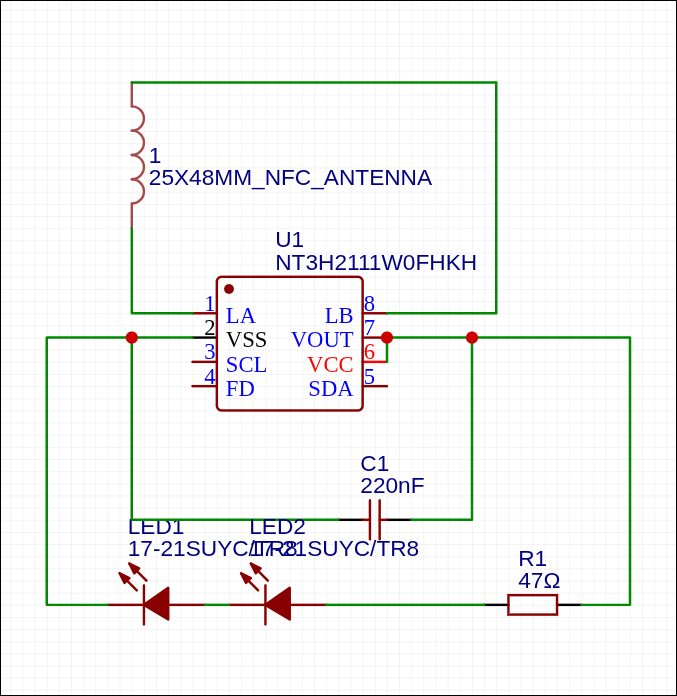 1
25X48MM_NFC_ANTENNA
U1
NT3H2111W0FHKH
1 LA LB 8
2 VSS VOUT 7
3 SCL VCC 6
4 FD SDA 5
C1
220nF
LED1 LED2
17-21SUYC/TR8 17-21SUYC/TR8
R1
47Ω